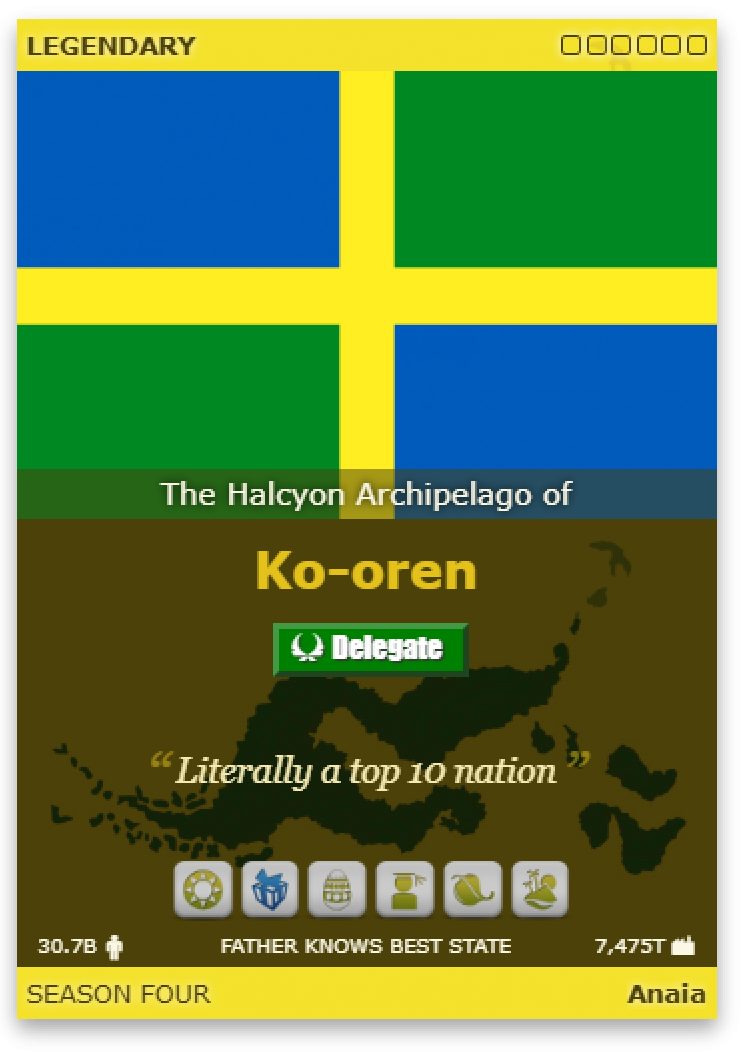 LEGENDARY
The Halcyon Archipelago of
Ko-oren
Delegate
“Literally a top 10 nation”
30.7B FATHER KNOWS BEST STATE 7,475T
SEASON FOUR Anaia